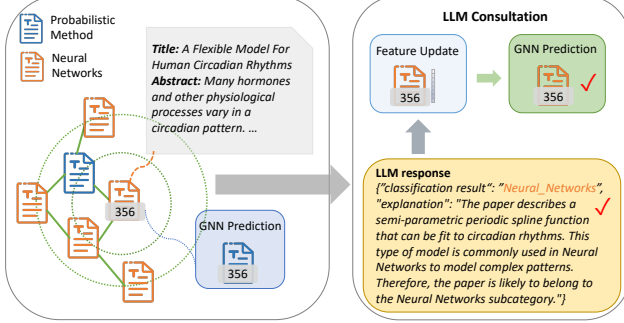 Probabilistic
Method
Neural
Networks
Title: A Flexible Model For
Human Circadian Rhythms
Abstract: Many hormones
and other physiological
processes vary in a
circadian pattern. ...
356
GNN Prediction
356
LLM Consultation
Feature Update
356
GNN Prediction
356
LLM response
{"classification result": "Neural_Networks",
"explanation": "The paper describes a
semi-parametric periodic spline function
that can be fit to circadian rhythms. This
type of model is commonly used in Neural
Networks to model complex patterns.
Therefore, the paper is likely to belong to
the Neural Networks subcategory."}